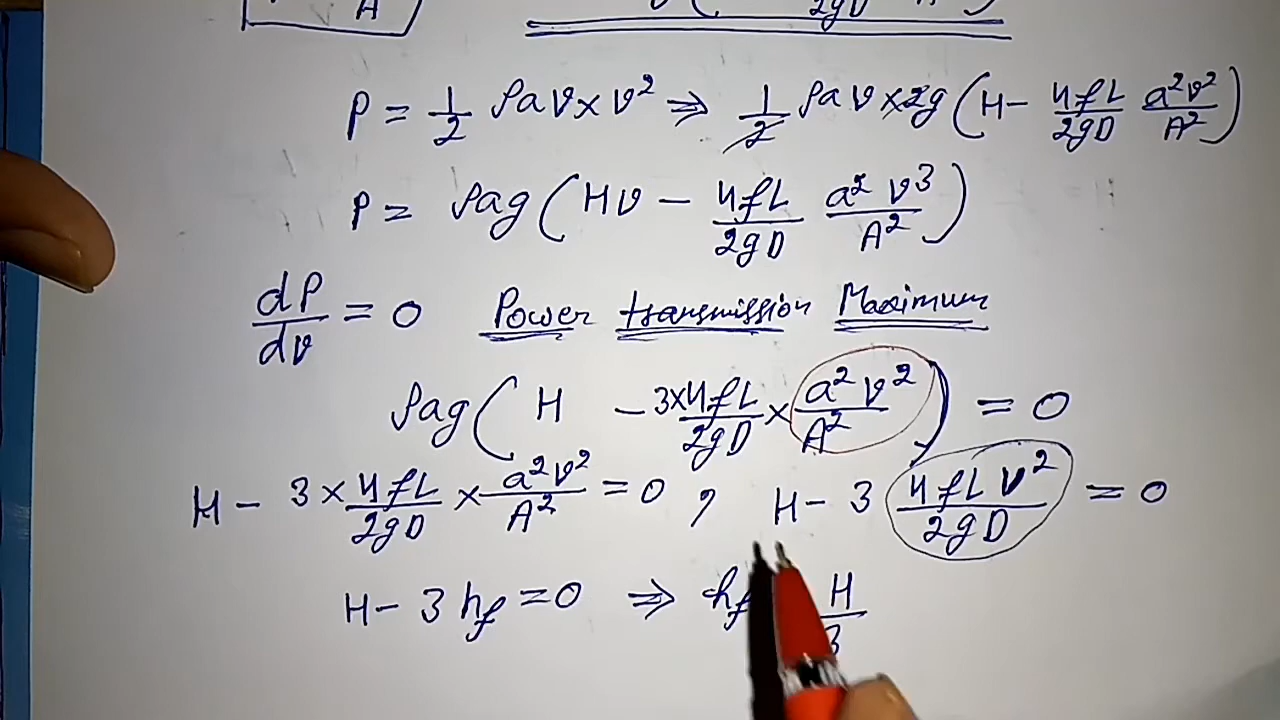 A
2gD
P = 1/2 ρav × v² ⇒ 1/2 ρav × 2g (H - 4fL/2gD a²v²/A²)
P = ρag (Hv - 4fL/2gD a²v³/A²)
dP/dv = 0 Power transmission Maximum
ρag (H - 3×4fL/2gD × a²v²/A²) = 0
H - 3 × 4fL/2gD × a²v²/A² = 0 , H - 3 4fLV²/2gD = 0
H - 3hf = 0 ⇒ hf H/3